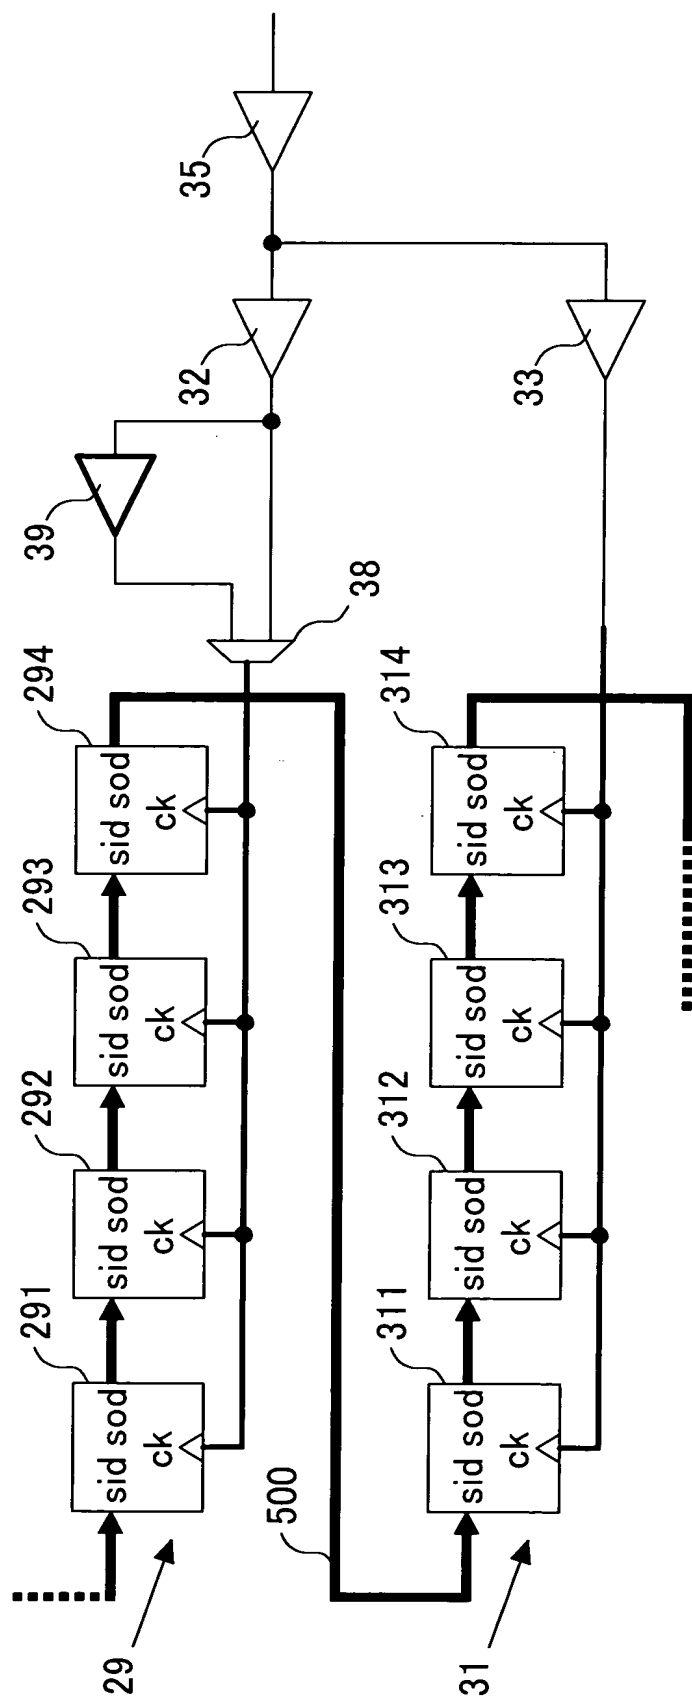 29
291
sid sod
ck
292
sid sod
ck
293
sid sod
ck
294
sid sod
ck
39
32
35
38
500
31
311
sid sod
ck
312
sid sod
ck
313
sid sod
ck
314
sid sod
ck
33